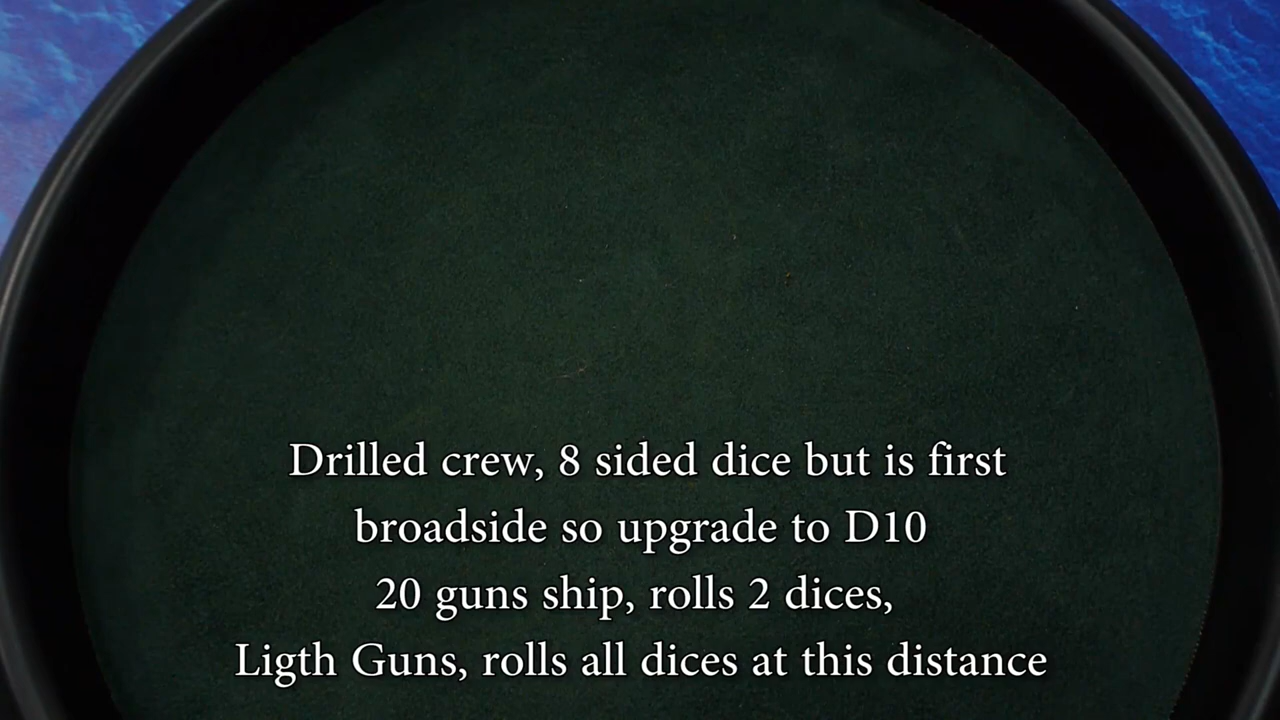 Drilled crew, 8 sided dice but is first
broadside so upgrade to D10
20 guns ship, rolls 2 dices,
Ligth Guns, rolls all dices at this distance